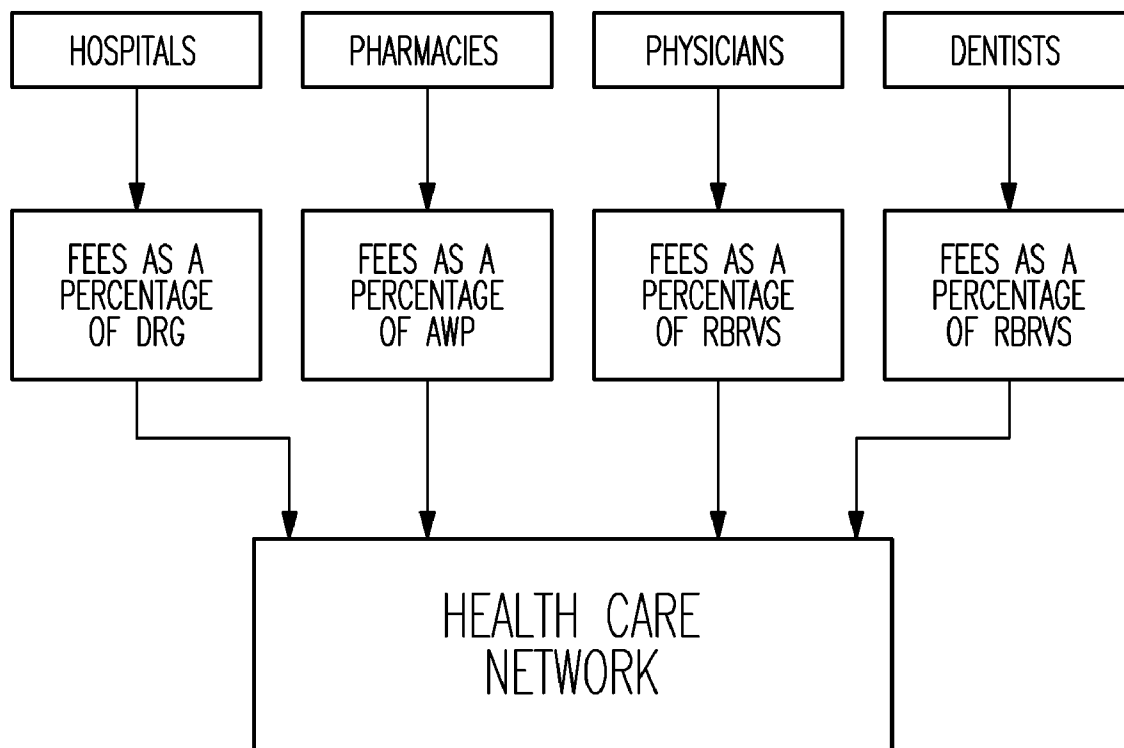 HOSPITALS
PHARMACIES
PHYSICIANS
DENTISTS
FEES AS A
PERCENTAGE
OF DRG
FEES AS A
PERCENTAGE
OF AWP
FEES AS A
PERCENTAGE
OF RBRVS
FEES AS A
PERCENTAGE
OF RBRVS
HEALTH CARE
NETWORK